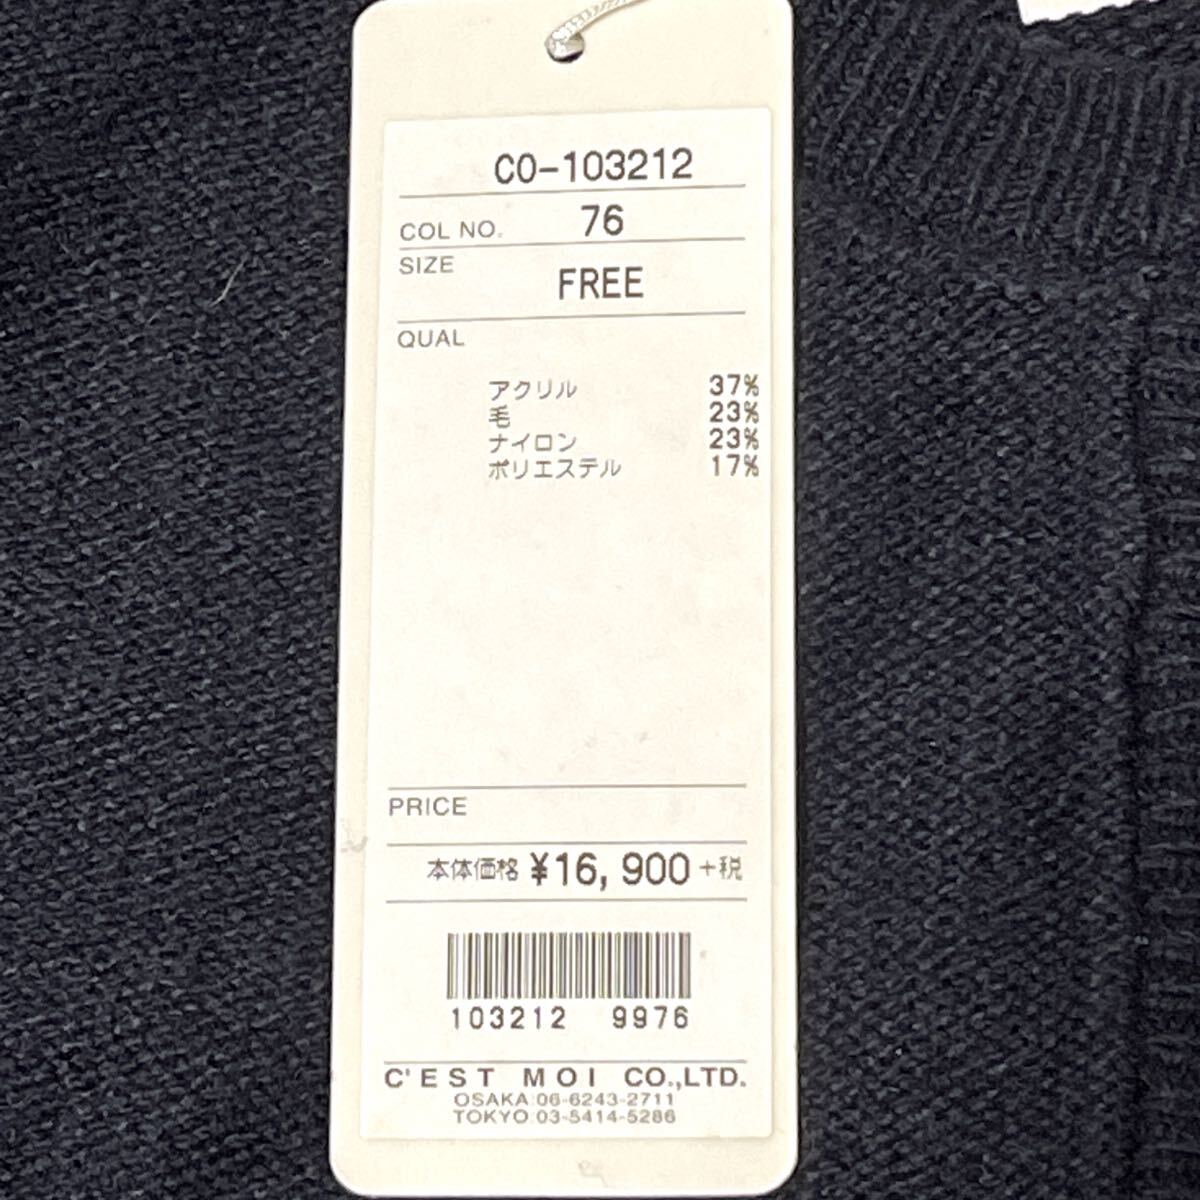 CO-103212
COL NO. 76
SIZE
FREE
QUAL
アクリル 37%
毛 23%
ナイロン 23%
ポリエステル 17%
PRICE
本体価格 ¥16,900 +税
103212 9976
C'EST MOI CO.,LTD.
OSAKA:06-6243-2711
TOKYO:03-5414-5286